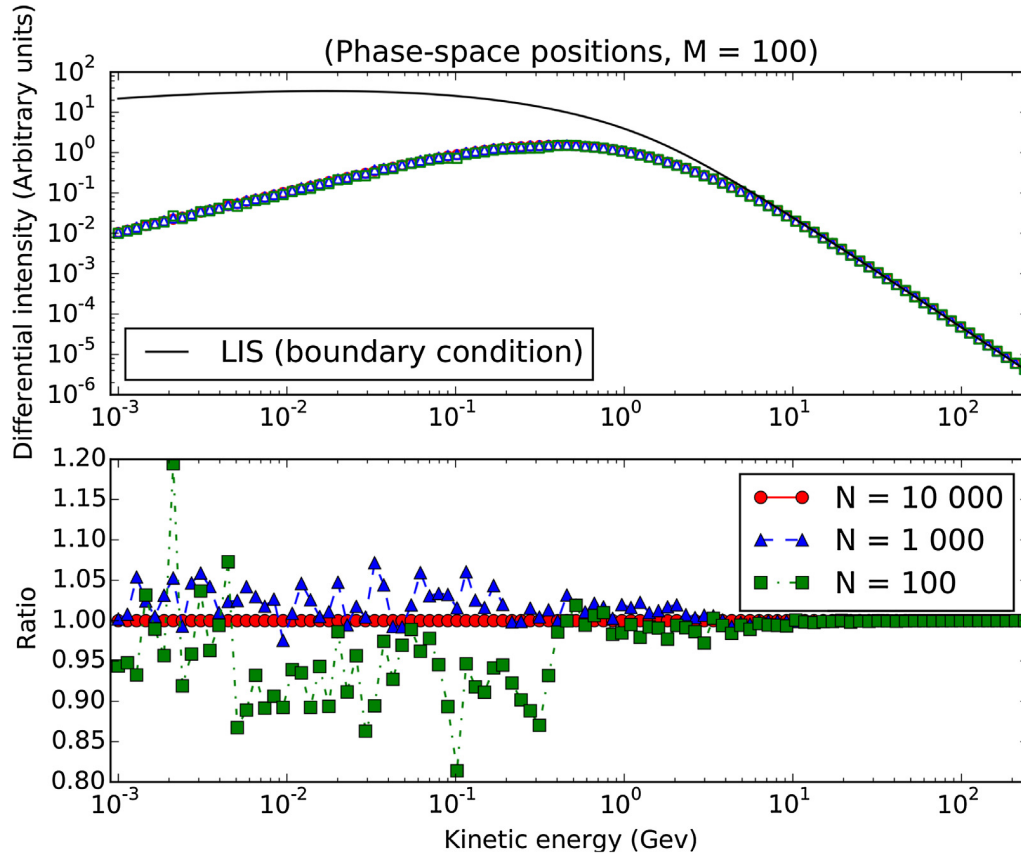 (Phase-space positions, M = 100)
Differential intensity (Arbitrary units)
10^2
10^1
10^0
10^-1
10^-2
10^-3
10^-4
10^-5
10^-6
LIS (boundary condition)
10^-3 10^-2 10^-1 10^0 10^1 10^2
Ratio
1.20
1.15
1.10
1.05
1.00
0.95
0.90
0.85
0.80
N = 10 000
N = 1 000
N = 100
10^-3 10^-2 10^-1 10^0 10^1 10^2
Kinetic energy (Gev)